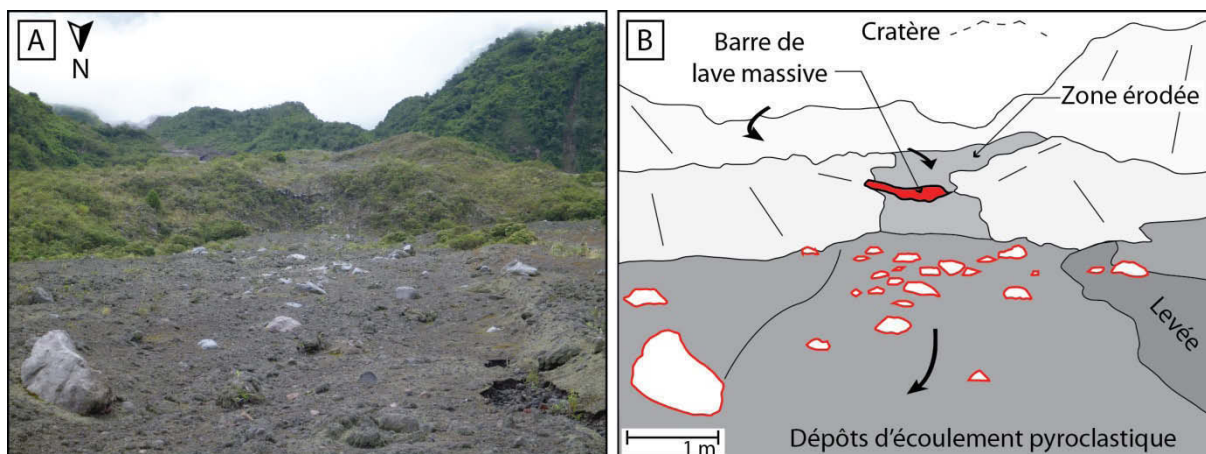 A
N
B
Cratère
Barre de
lave massive
Zone érodée
Levée
1 m
Dépôts d'écoulement pyroclastique